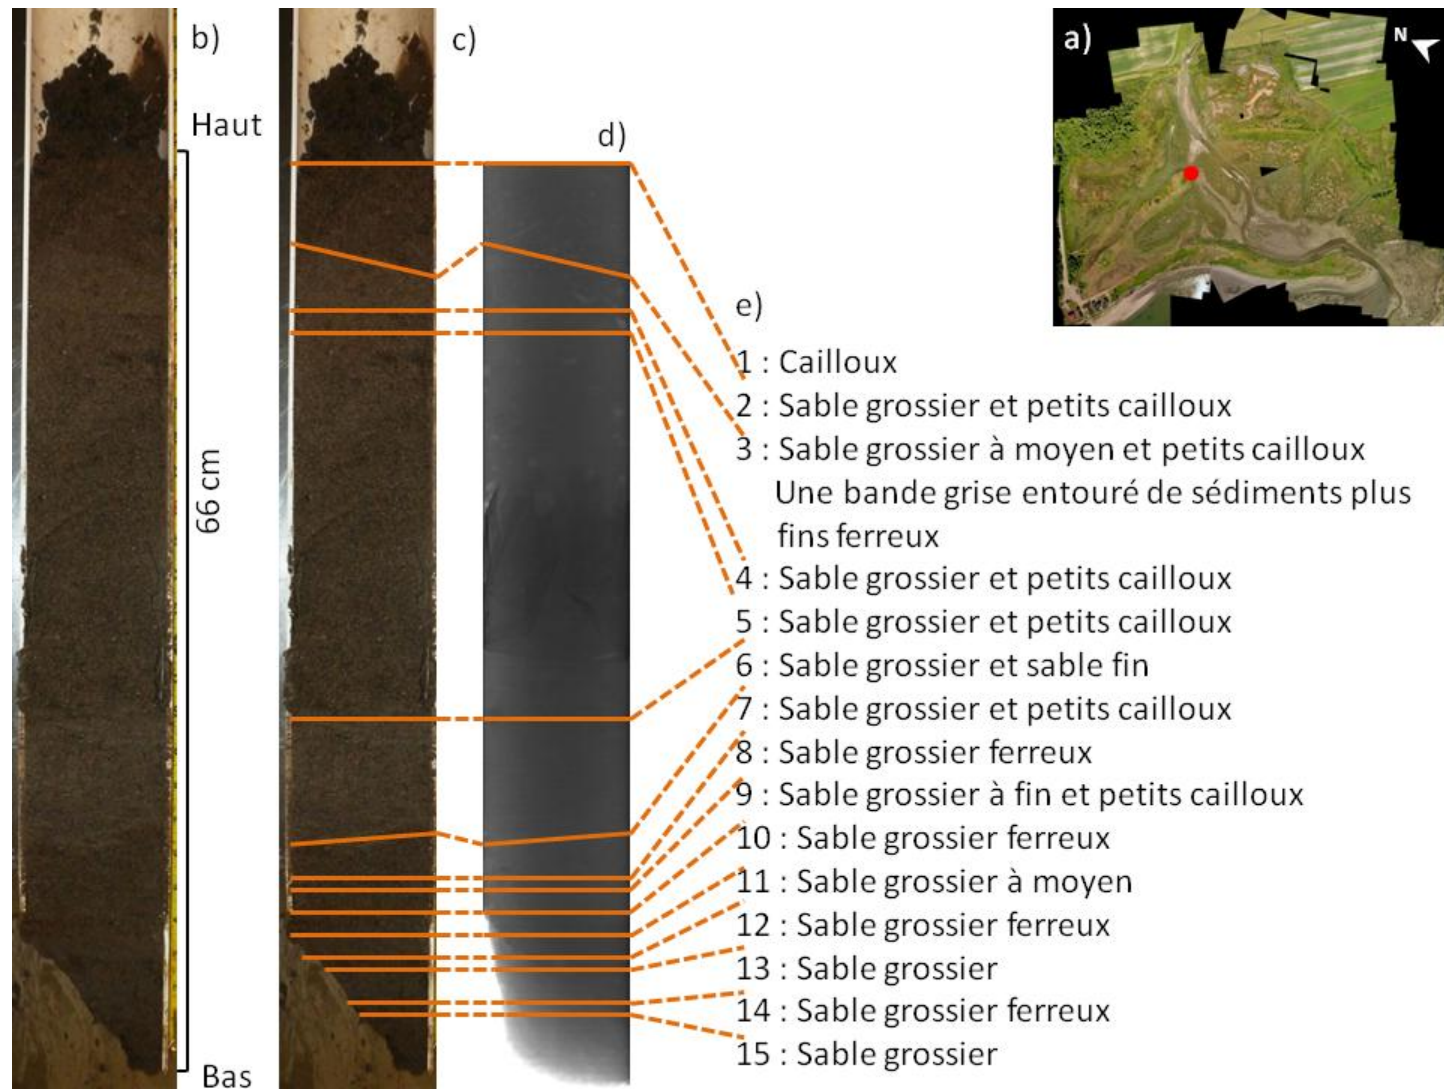 b)
c)
a)
N
Haut
d)
66 cm
e)
1 : Cailloux
2 : Sable grossier et petits cailloux
3 : Sable grossier à moyen et petits cailloux
Une bande grise entouré de sédiments plus
fins ferreux
4 : Sable grossier et petits cailloux
5 : Sable grossier et petits cailloux
6 : Sable grossier et sable fin
7 : Sable grossier et petits cailloux
8 : Sable grossier ferreux
9 : Sable grossier à fin et petits cailloux
10 : Sable grossier ferreux
11 : Sable grossier à moyen
12 : Sable grossier ferreux
13 : Sable grossier
14 : Sable grossier ferreux
15 : Sable grossier
Bas